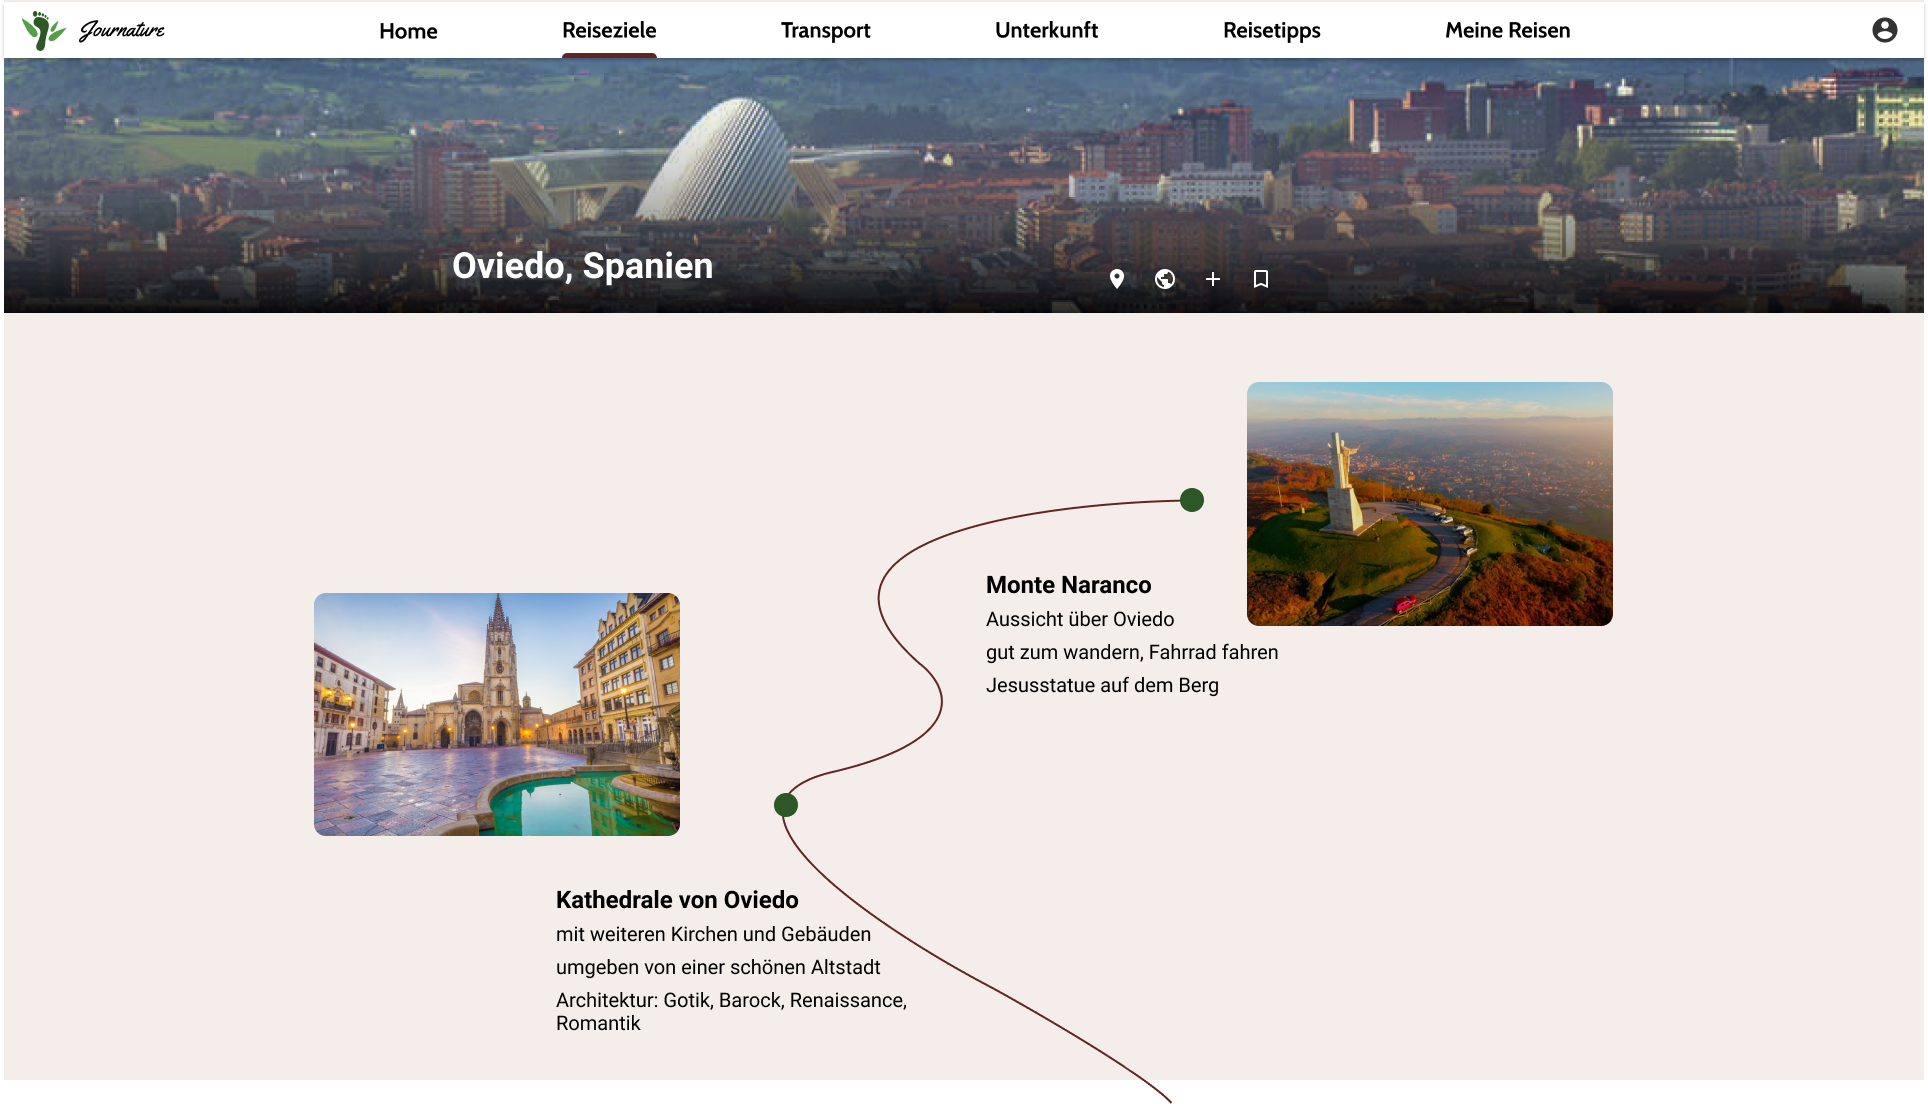 Journature
Home
Reiseziele
Transport
Unterkunft
Reisetipps
Meine Reisen
Oviedo, Spanien
Monte Naranco
Aussicht über Oviedo
gut zum wandern, Fahrrad fahren
Jesusstatue auf dem Berg
Kathedrale von Oviedo
mit weiteren Kirchen und Gebäuden
umgeben von einer schönen Altstadt
Architektur: Gotik, Barock, Renaissance,
Romantik